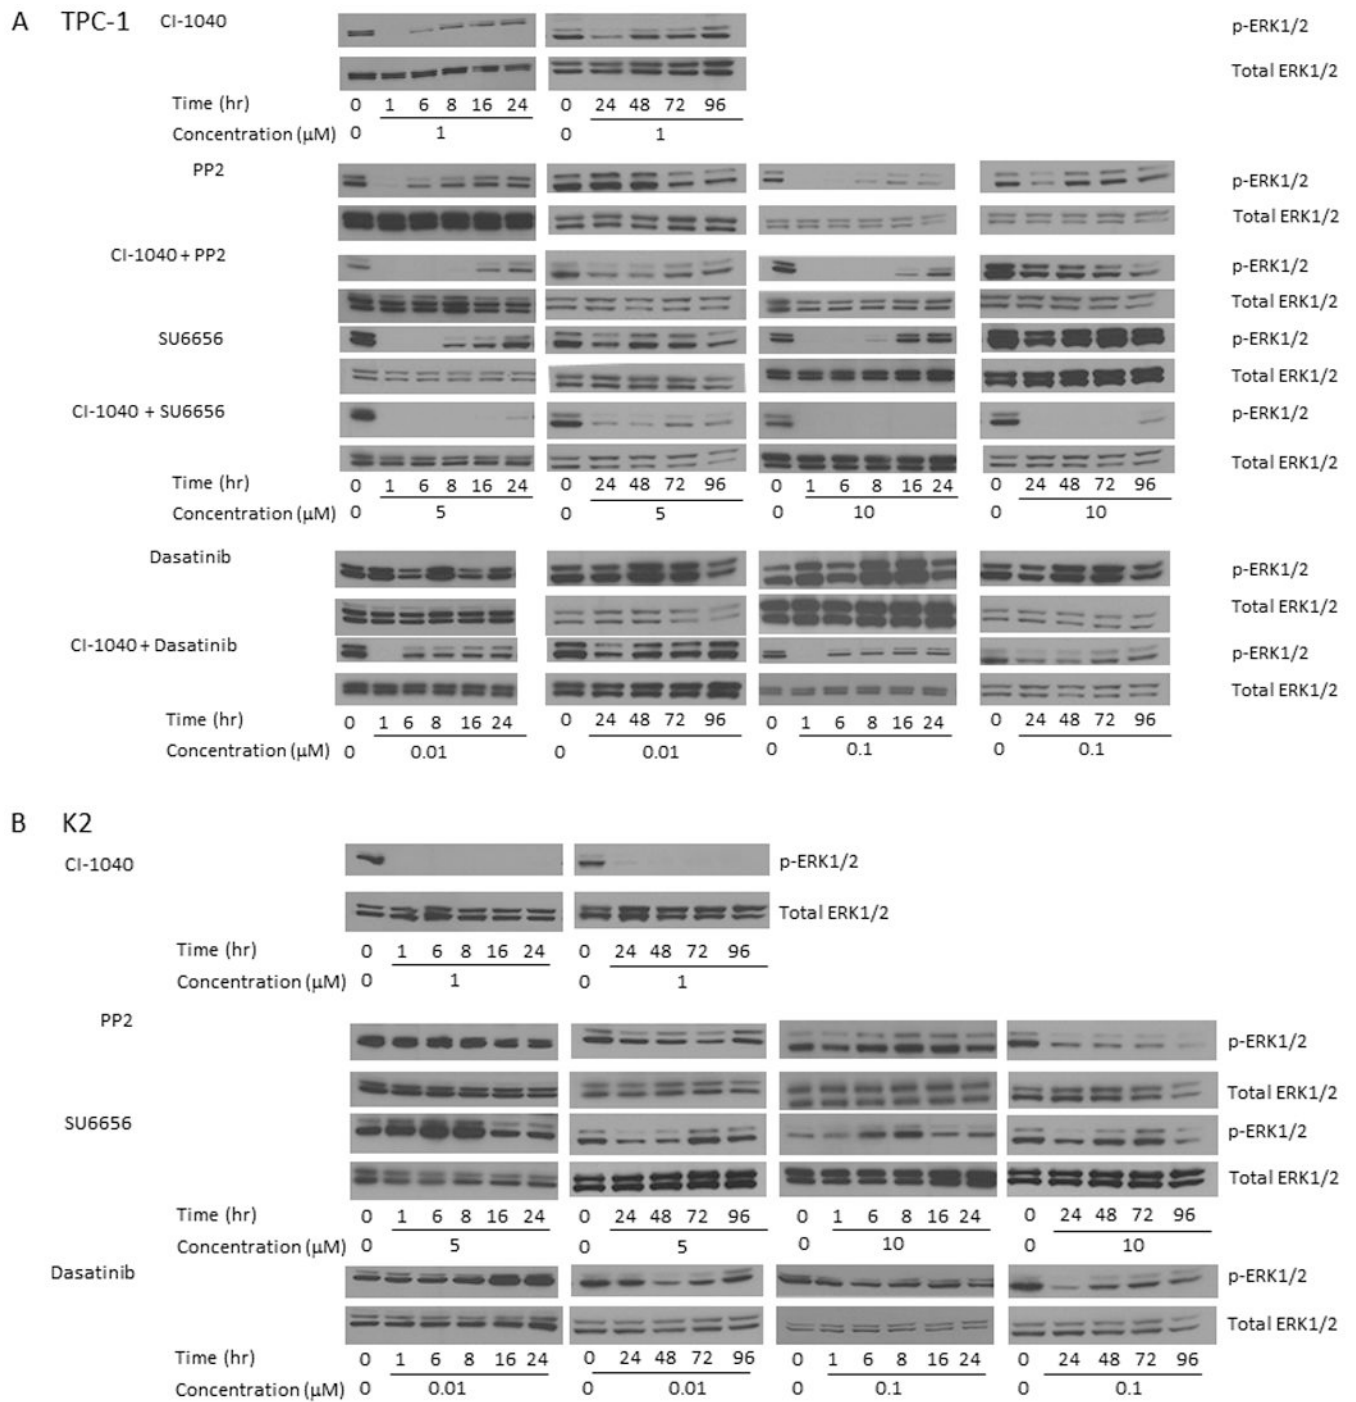 A TPC-1 CI-1040
p-ERK1/2
Total ERK1/2
Time (hr) 0 1 6 8 16 24 0 24 48 72 96
Concentration (μM) 0 1 0 1
PP2
p-ERK1/2
Total ERK1/2
CI-1040 + PP2
p-ERK1/2
Total ERK1/2
SU6656
p-ERK1/2
Total ERK1/2
CI-1040 + SU6656
p-ERK1/2
Total ERK1/2
Time (hr) 0 1 6 8 16 24 0 24 48 72 96 0 1 6 8 16 24 0 24 48 72 96
Concentration (μM) 0 5 0 5 0 10 0 10
Dasatinib
p-ERK1/2
Total ERK1/2
CI-1040 + Dasatinib
p-ERK1/2
Total ERK1/2
Time (hr) 0 1 6 8 16 24 0 24 48 72 96 0 1 6 8 16 24 0 24 48 72 96
Concentration (μM) 0 0.01 0 0.01 0 0.1 0 0.1
B K2
CI-1040
p-ERK1/2
Total ERK1/2
Time (hr) 0 1 6 8 16 24 0 24 48 72 96
Concentration (μM) 0 1 0 1
PP2
p-ERK1/2
Total ERK1/2
SU6656
p-ERK1/2
Total ERK1/2
Time (hr) 0 1 6 8 16 24 0 24 48 72 96 0 1 6 8 16 24 0 24 48 72 96
Concentration (μM) 0 5 0 5 0 10 0 10
Dasatinib
p-ERK1/2
Total ERK1/2
Time (hr) 0 1 6 8 16 24 0 24 48 72 96 0 1 6 8 16 24 0 24 48 72 96
Concentration (μM) 0 0.01 0 0.01 0 0.1 0 0.1